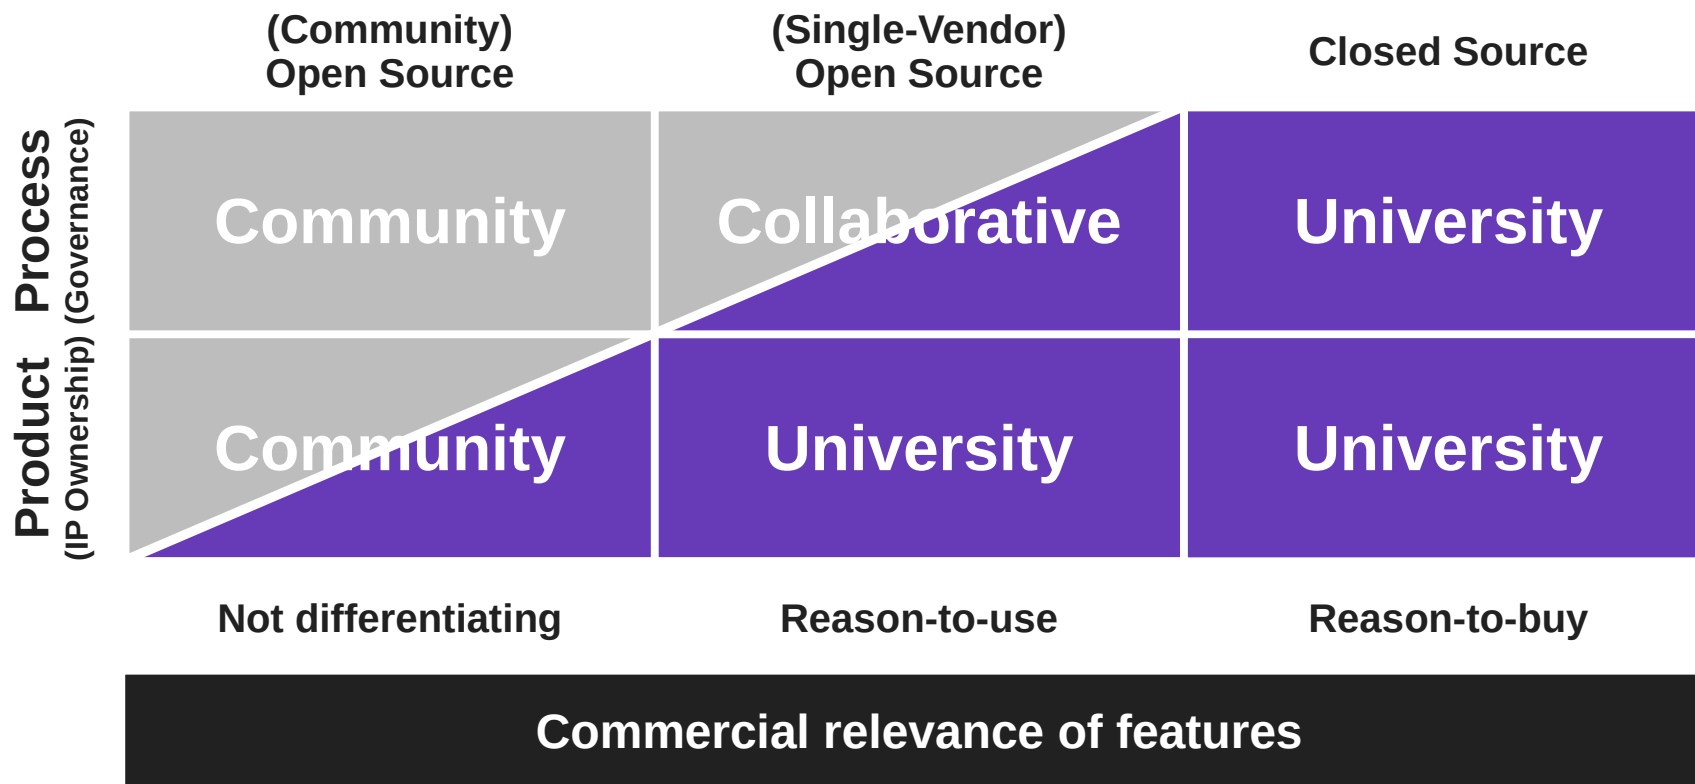 (Community)
Open Source
(Single-Vendor)
Open Source
Closed Source
Process
(Governance)
Community
Collaborative
University
Product
(IP Ownership)
Community
University
University
Not differentiating
Reason-to-use
Reason-to-buy
Commercial relevance of features